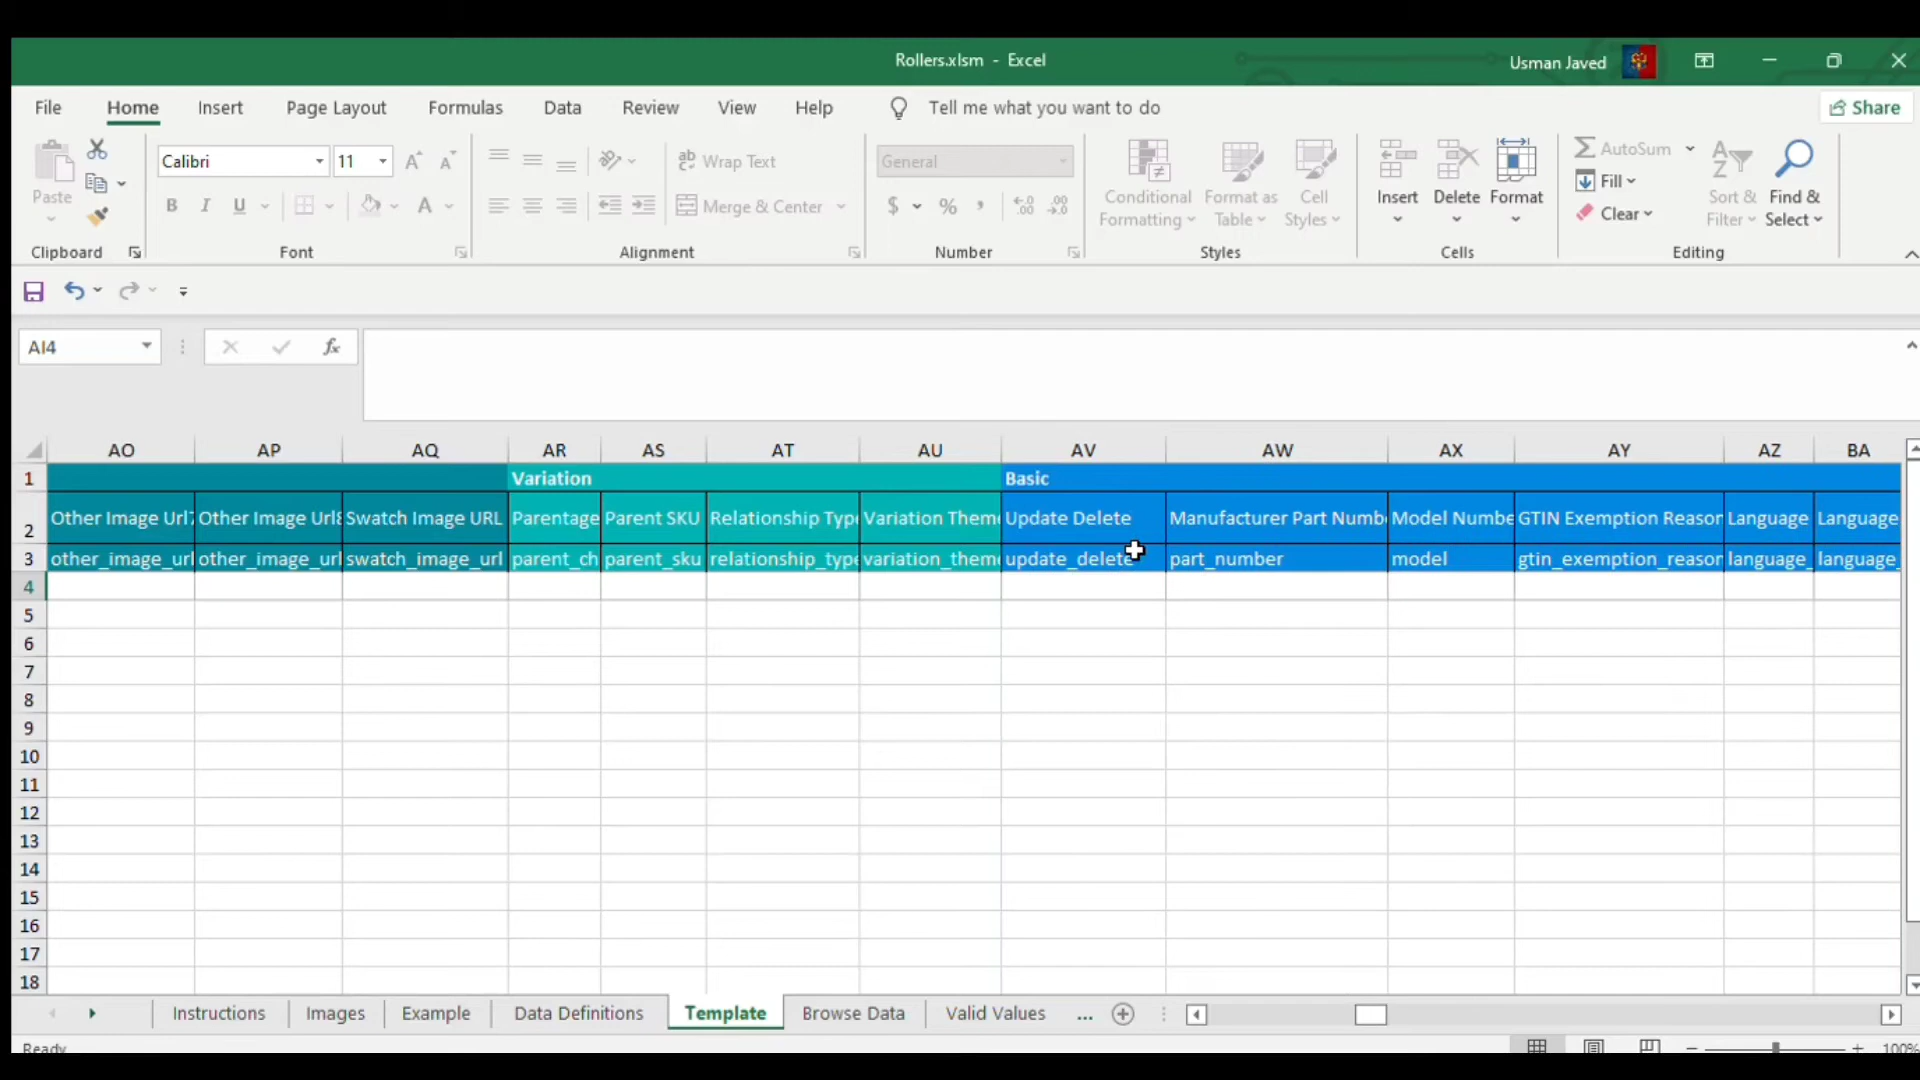 Rollers.xlsm - Excel
Usman Javed
File Home Insert Page Layout Formulas Data Review View Help Tell me what you want to do Share
Paste
Calibri 11
ab Wrap Text
General
Conditional Formatting
Format as Table
Cell Styles
Insert Delete Format
AutoSum
Fill
Clear
Sort & Filter
Find & Select
B I U
Merge & Center
$ % ,
Clipboard Font Alignment Number Styles Cells Editing
AI4
fx
AO AP AQ AR AS AT AU AV AW AX AY AZ BA
1 Variation Basic
2 Other Image Url7 Other Image Url8 Swatch Image URL Parentage Parent SKU Relationship Type Variation Them Update Delete Manufacturer Part Numb Model Numbe GTIN Exemption Reason Language Language
3 other_image_url other_image_url swatch_image_url parent_ch parent_sku relationship_type variation_them update_delete part_number model gtin_exemption_reason language_ language_
4
5
6
7
8
9
10
11
12
13
14
15
16
17
18
Instructions Images Example Data Definitions Template Browse Data Valid Values ...
Ready 100%